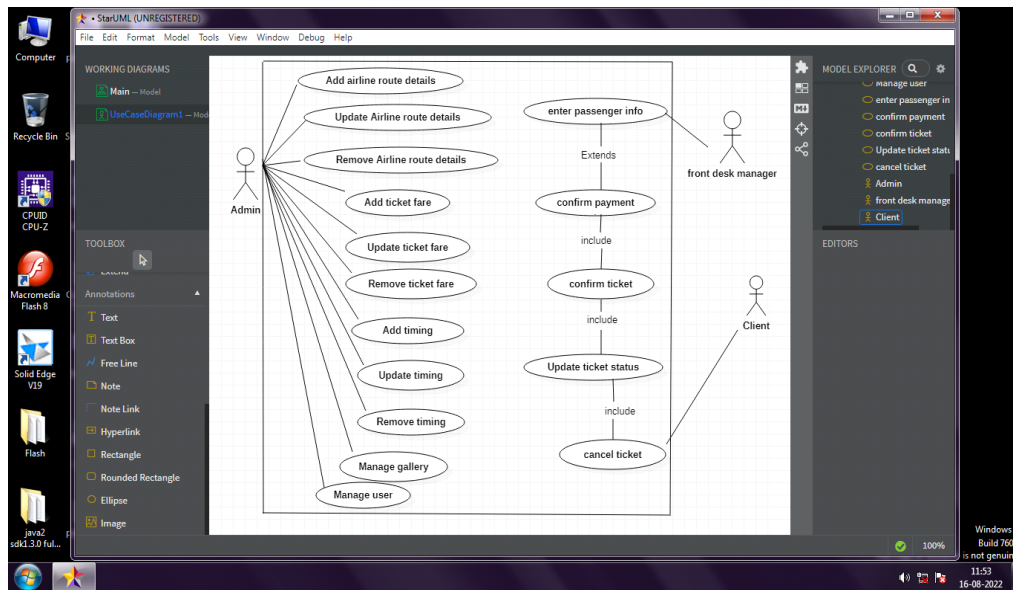 StarUML (UNREGISTERED)
File Edit Format Model Tools View Window Debug Help
Computer
Recycle Bin
CPUID
CPU-Z
Macromedia
Flash 8
Solid Edge
V19
Flash
java2
sdk1.3.0 ful...
WORKING DIAGRAMS
Main — Model
UseCaseDiagram1 — Mod
TOOLBOX
Extend
Annotations
Text
Text Box
Free Line
Note
Note Link
Hyperlink
Rectangle
Rounded Rectangle
Ellipse
Image
Admin
Add airline route details
Update Airline route details
Remove Airline route details
Add ticket fare
Update ticket fare
Remove ticket fare
Add timing
Update timing
Remove timing
Manage gallery
Manage user
enter passenger info
Extends
confirm payment
include
confirm ticket
include
Update ticket status
include
cancel ticket
front desk manager
Client
MODEL EXPLORER
Manage user
enter passenger in
confirm payment
confirm ticket
Update ticket statu
cancel ticket
Admin
front desk manage
Client
EDITORS
100%
Windows
Build 760
is not genuin
11:53
16-08-2022